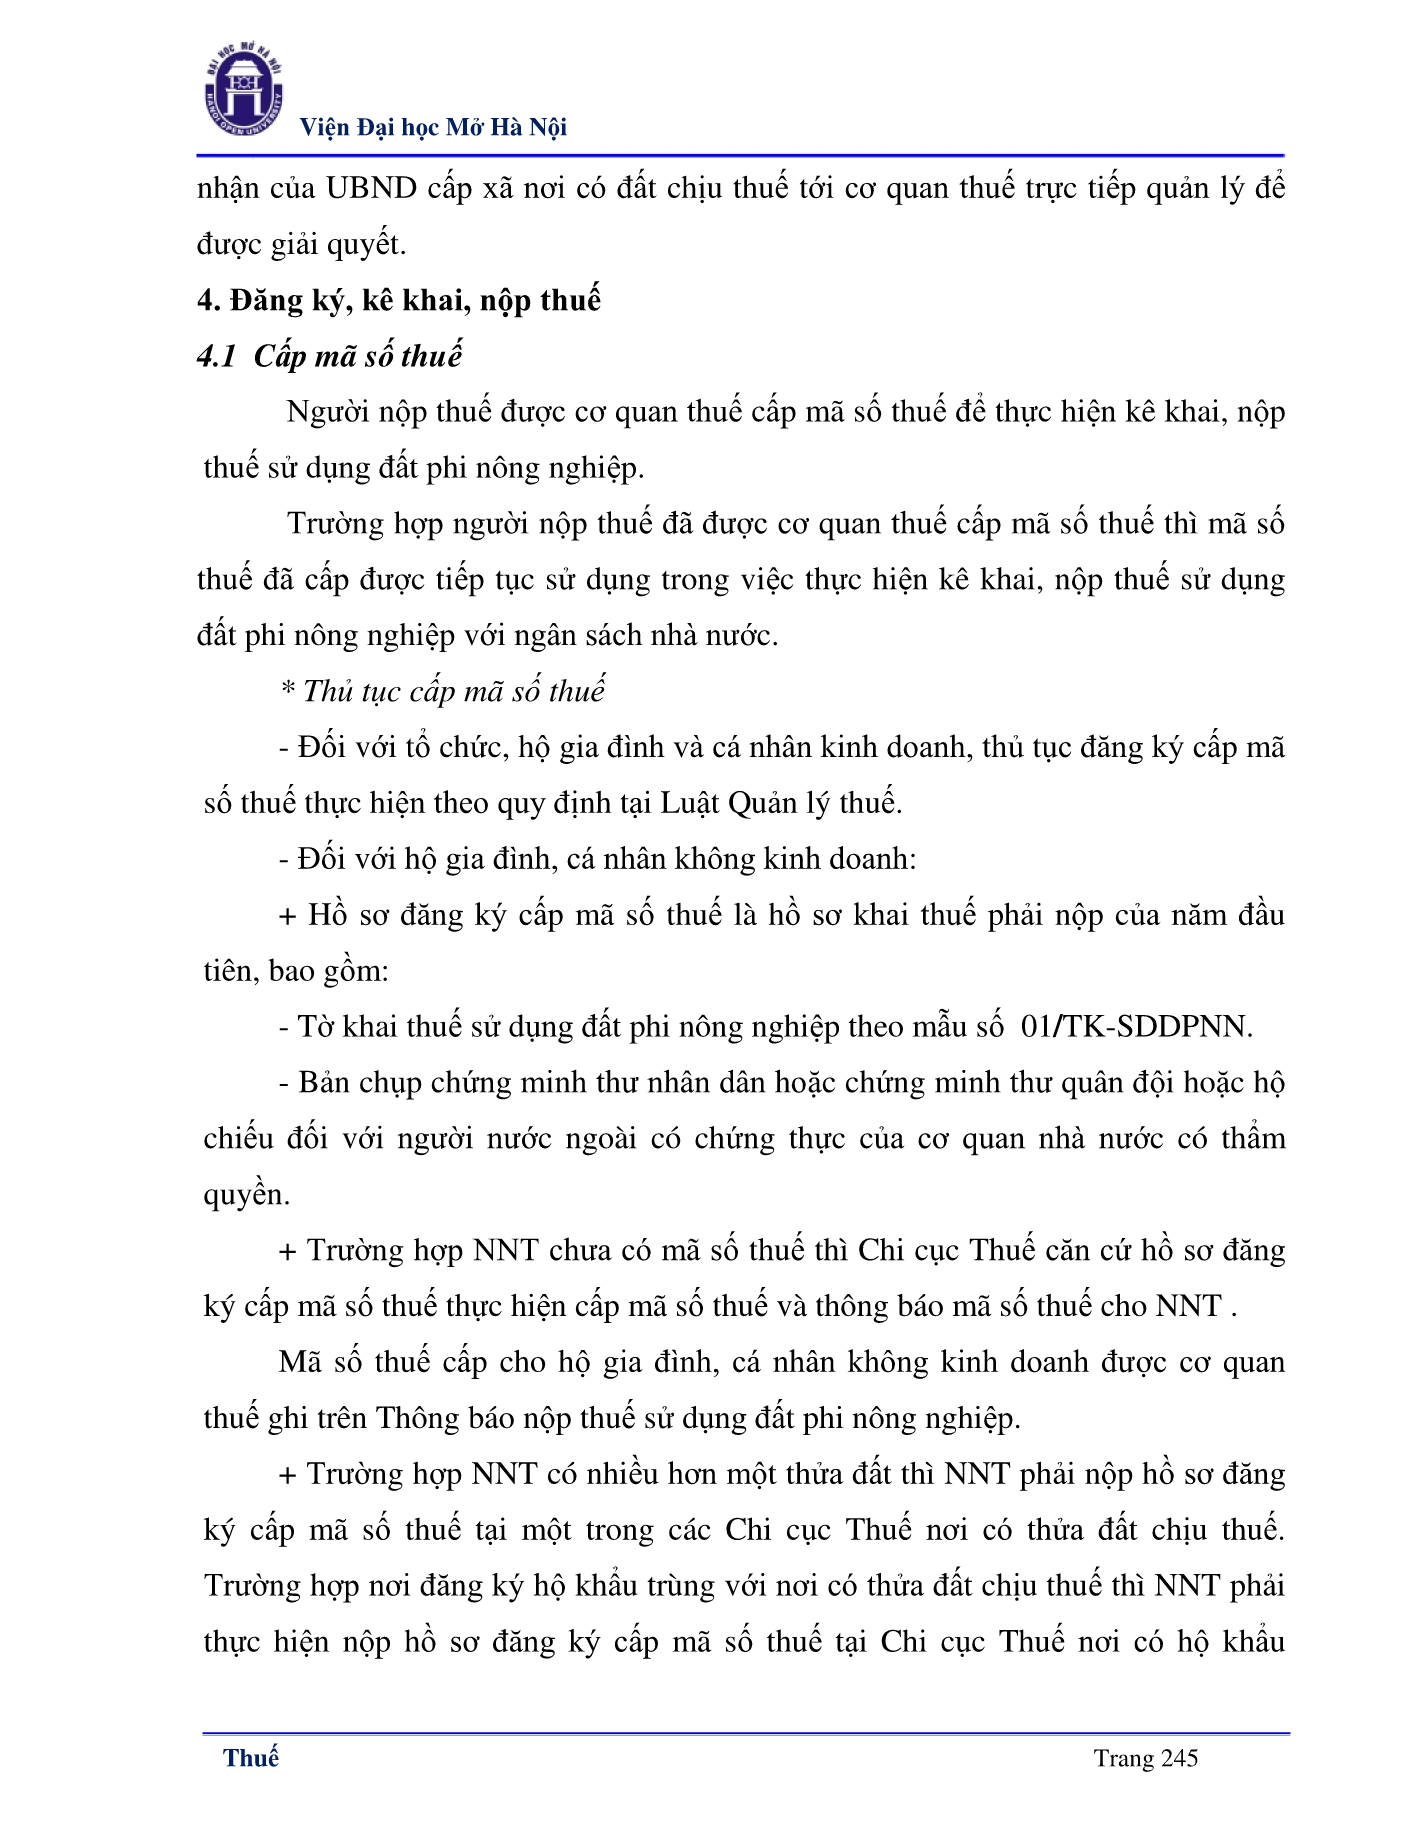 ĐẠI HỌC MỞ HÀ NỘI
HANOI OPEN UNIVERSITY
Viện Đại học Mở Hà Nội
nhận của UBND cấp xã nơi có đất chịu thuế tới cơ quan thuế trực tiếp quản lý để
được giải quyết.
4. Đăng ký, kê khai, nộp thuế
4.1 Cấp mã số thuế
Người nộp thuế được cơ quan thuế cấp mã số thuế để thực hiện kê khai, nộp
thuế sử dụng đất phi nông nghiệp.
Trường hợp người nộp thuế đã được cơ quan thuế cấp mã số thuế thì mã số
thuế đã cấp được tiếp tục sử dụng trong việc thực hiện kê khai, nộp thuế sử dụng
đất phi nông nghiệp với ngân sách nhà nước.
* Thủ tục cấp mã số thuế
- Đối với tổ chức, hộ gia đình và cá nhân kinh doanh, thủ tục đăng ký cấp mã
số thuế thực hiện theo quy định tại Luật Quản lý thuế.
- Đối với hộ gia đình, cá nhân không kinh doanh:
+ Hồ sơ đăng ký cấp mã số thuế là hồ sơ khai thuế phải nộp của năm đầu
tiên, bao gồm:
- Tờ khai thuế sử dụng đất phi nông nghiệp theo mẫu số 01/TK-SDDPNN.
- Bản chụp chứng minh thư nhân dân hoặc chứng minh thư quân đội hoặc hộ
chiếu đối với người nước ngoài có chứng thực của cơ quan nhà nước có thẩm
quyền.
+ Trường hợp NNT chưa có mã số thuế thì Chi cục Thuế căn cứ hồ sơ đăng
ký cấp mã số thuế thực hiện cấp mã số thuế và thông báo mã số thuế cho NNT .
Mã số thuế cấp cho hộ gia đình, cá nhân không kinh doanh được cơ quan
thuế ghi trên Thông báo nộp thuế sử dụng đất phi nông nghiệp.
+ Trường hợp NNT có nhiều hơn một thửa đất thì NNT phải nộp hồ sơ đăng
ký cấp mã số thuế tại một trong các Chi cục Thuế nơi có thửa đất chịu thuế.
Trường hợp nơi đăng ký hộ khẩu trùng với nơi có thửa đất chịu thuế thì NNT phải
thực hiện nộp hồ sơ đăng ký cấp mã số thuế tại Chi cục Thuế nơi có hộ khẩu
Thuế
Trang 245